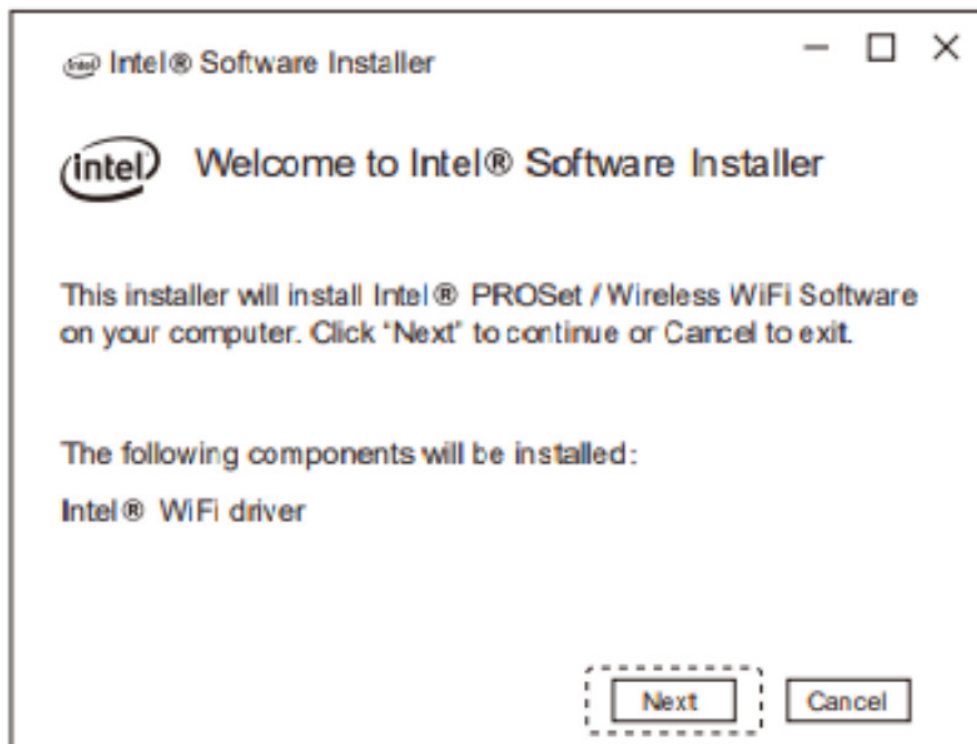 intel Intel® Software Installer
intel Welcome to Intel® Software Installer
This installer will install Intel® PROSet / Wireless WiFi Software
on your computer. Click “Next” to continue or Cancel to exit.
The following components will be installed:
Intel® WiFi driver
Next Cancel